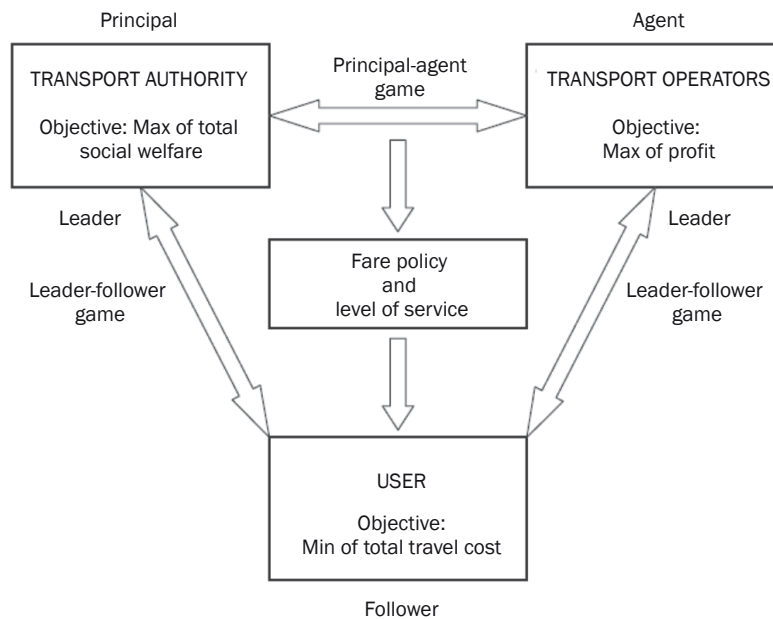 Principal
Agent
TRANSPORT AUTHORITY
Objective: Max of total
social welfare
Principal-agent
game
TRANSPORT OPERATORS
Objective:
Max of profit
Leader
Leader
Fare policy
and
level of service
Leader-follower
game
Leader-follower
game
USER
Objective:
Min of total travel cost
Follower